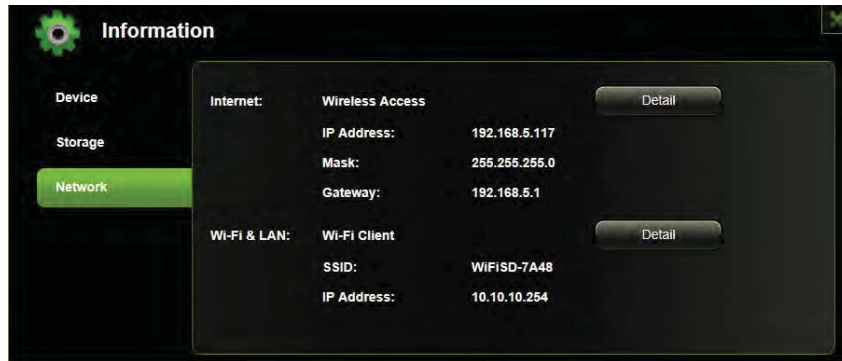 Information
Device
Storage
Network
Internet: Wireless Access Detail
IP Address: 192.168.5.117
Mask: 255.255.255.0
Gateway: 192.168.5.1
Wi-Fi & LAN: Wi-Fi Client Detail
SSID: WiFiSD-7A48
IP Address: 10.10.10.254